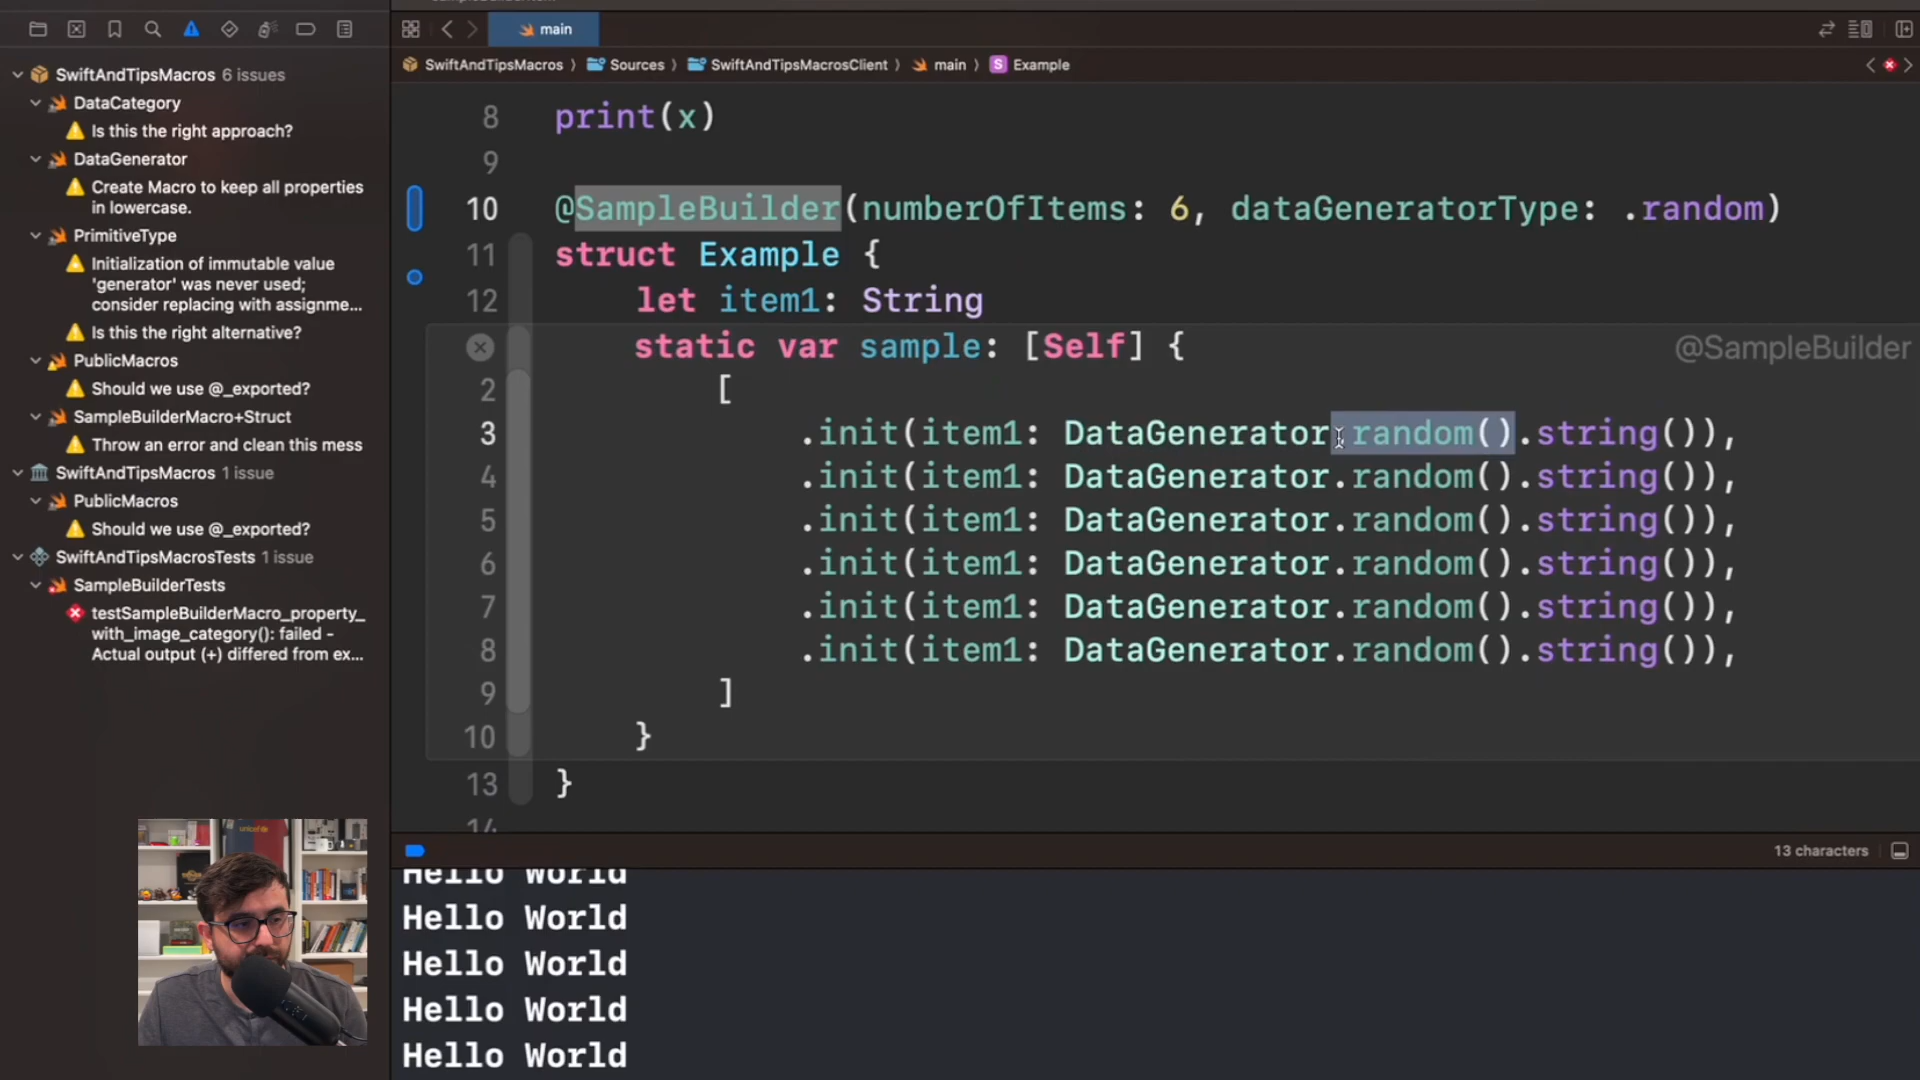 main
SwiftAndTipsMacros 6 issues
DataCategory
Is this the right approach?
DataGenerator
Create Macro to keep all properties
in lowercase.
PrimitiveType
Initialization of immutable value
'generator' was never used;
consider replacing with assignme...
Is this the right alternative?
PublicMacros
Should we use @_exported?
SampleBuilderMacro+Struct
Throw an error and clean this mess
SwiftAndTipsMacros 1 issue
PublicMacros
Should we use @_exported?
SwiftAndTipsMacrosTests 1 issue
SampleBuilderTests
testSampleBuilderMacro_property_
with_image_category(): failed -
Actual output (+) differed from ex...
SwiftAndTipsMacros 〉 Sources 〉 SwiftAndTipsMacrosClient 〉 main 〉 S Example
8 print(x)
9
10 @SampleBuilder(numberOfItems: 6, dataGeneratorType: .random)
11 struct Example {
12 let item1: String
static var sample: [Self] { @SampleBuilder
2 [
3 .init(item1: DataGenerator.random().string()),
4 .init(item1: DataGenerator.random().string()),
5 .init(item1: DataGenerator.random().string()),
6 .init(item1: DataGenerator.random().string()),
7 .init(item1: DataGenerator.random().string()),
8 .init(item1: DataGenerator.random().string()),
9 ]
10 }
13 }
14
13 characters
Hello World
Hello World
Hello World
Hello World
Hello World